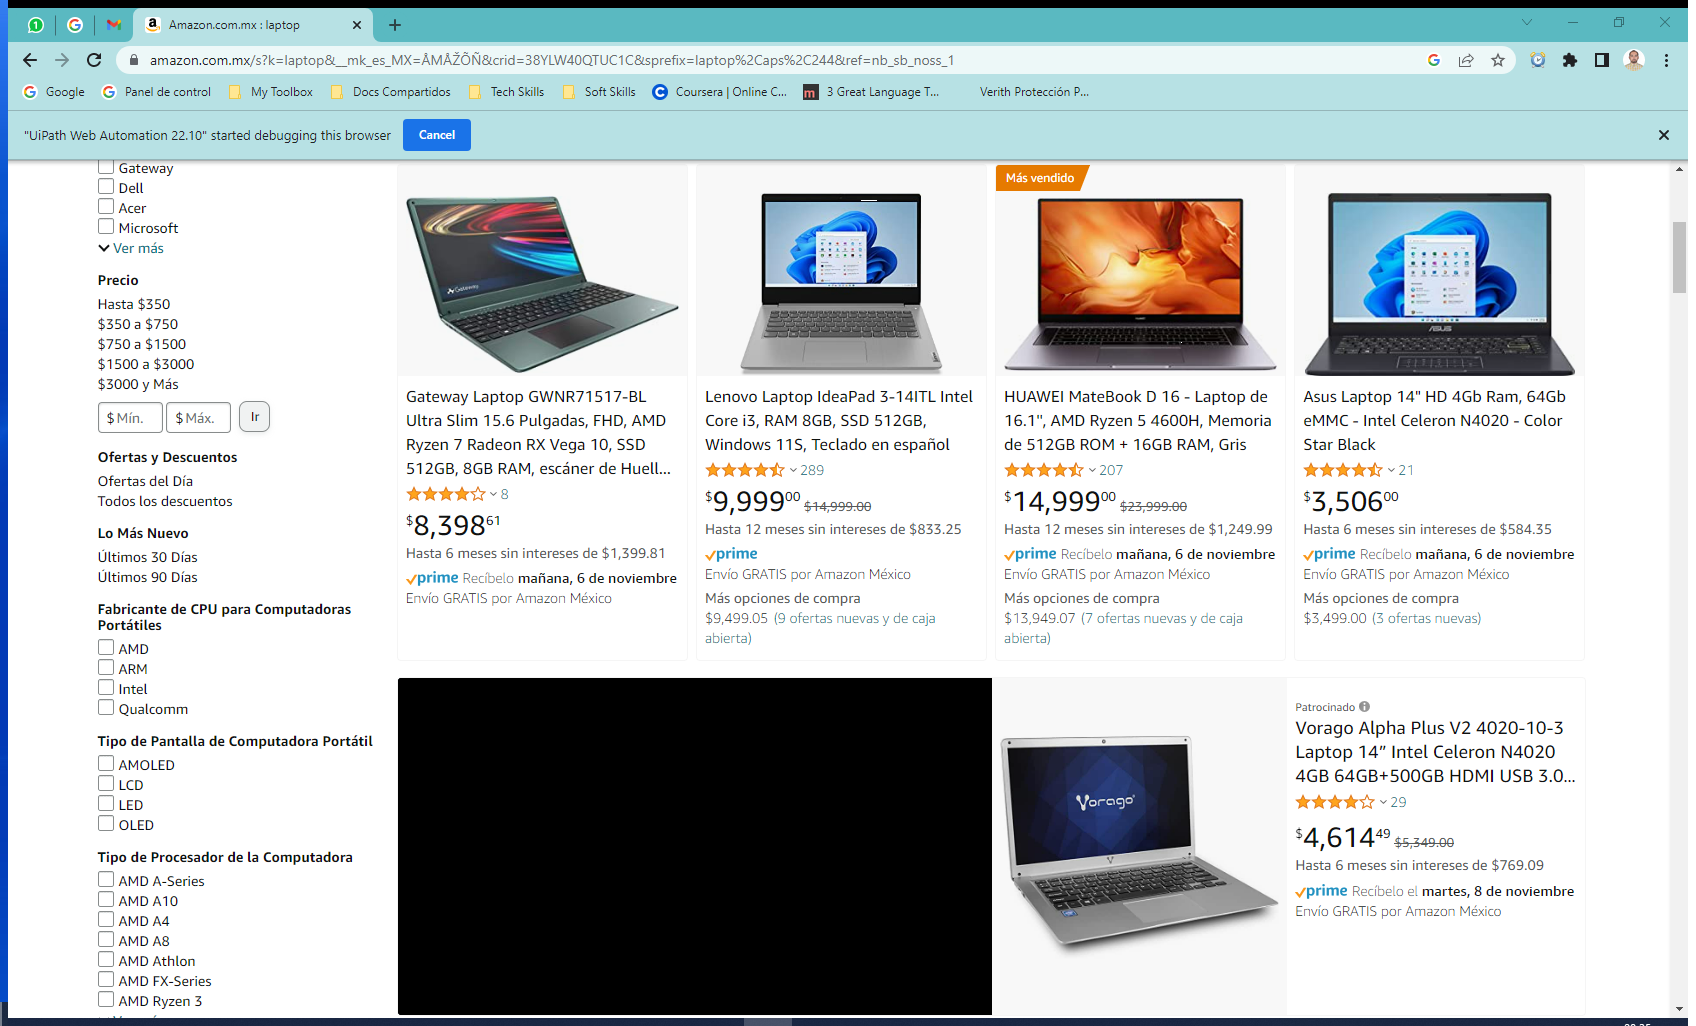 Amazon.com.mx : laptop
amazon.com.mx/s?k=laptop&__mk_es_MX=ÅMÅŽÕÑ&crid=38YLW40QTUC1C&sprefix=laptop%2Caps%2C244&ref=nb_sb_noss_1
Google
Panel de control
My Toolbox
Docs Compartidos
Tech Skills
Soft Skills
Coursera | Online C...
3 Great Language T...
Verith Protección P...
"UiPath Web Automation 22.10" started debugging this browser
Cancel
Gateway
Dell
Acer
Microsoft
Ver más
Precio
Hasta $350
$350 a $750
$750 a $1500
$1500 a $3000
$3000 y Más
$ Mín.
$ Máx.
Ir
Ofertas y Descuentos
Ofertas del Día
Todos los descuentos
Lo Más Nuevo
Últimos 30 Días
Últimos 90 Días
Fabricante de CPU para Computadoras
Portátiles
AMD
ARM
Intel
Qualcomm
Tipo de Pantalla de Computadora Portátil
AMOLED
LCD
LED
OLED
Tipo de Procesador de la Computadora
AMD A-Series
AMD A10
AMD A4
AMD A8
AMD Athlon
AMD FX-Series
AMD Ryzen 3
Gateway
Gateway Laptop GWNR71517-BL
Ultra Slim 15.6 Pulgadas, FHD, AMD
Ryzen 7 Radeon RX Vega 10, SSD
512GB, 8GB RAM, escáner de Huell...
8
$8,398 61
Hasta 6 meses sin intereses de $1,399.81
prime Recíbelo mañana, 6 de noviembre
Envío GRATIS por Amazon México
Lenovo Laptop IdeaPad 3-14ITL Intel
Core i3, RAM 8GB, SSD 512GB,
Windows 11S, Teclado en español
289
$9,999 00 $14,999.00
Hasta 12 meses sin intereses de $833.25
prime
Envío GRATIS por Amazon México
Más opciones de compra
$9,499.05 (9 ofertas nuevas y de caja
abierta)
Más vendido
HUAWEI MateBook D 16 - Laptop de
16.1", AMD Ryzen 5 4600H, Memoria
de 512GB ROM + 16GB RAM, Gris
207
$14,999 00 $23,999.00
Hasta 12 meses sin intereses de $1,249.99
prime Recíbelo mañana, 6 de noviembre
Envío GRATIS por Amazon México
Más opciones de compra
$13,949.07 (7 ofertas nuevas y de caja
abierta)
ASUS
Asus Laptop 14" HD 4Gb Ram, 64Gb
eMMC - Intel Celeron N4020 - Color
Star Black
21
$3,506 00
Hasta 6 meses sin intereses de $584.35
prime Recíbelo mañana, 6 de noviembre
Envío GRATIS por Amazon México
Más opciones de compra
$3,499.00 (3 ofertas nuevas)
Vorago
Patrocinado
Vorago Alpha Plus V2 4020-10-3
Laptop 14” Intel Celeron N4020
4GB 64GB+500GB HDMI USB 3.0...
29
$4,614 49 $5,349.00
Hasta 6 meses sin intereses de $769.09
prime Recíbelo el martes, 8 de noviembre
Envío GRATIS por Amazon México